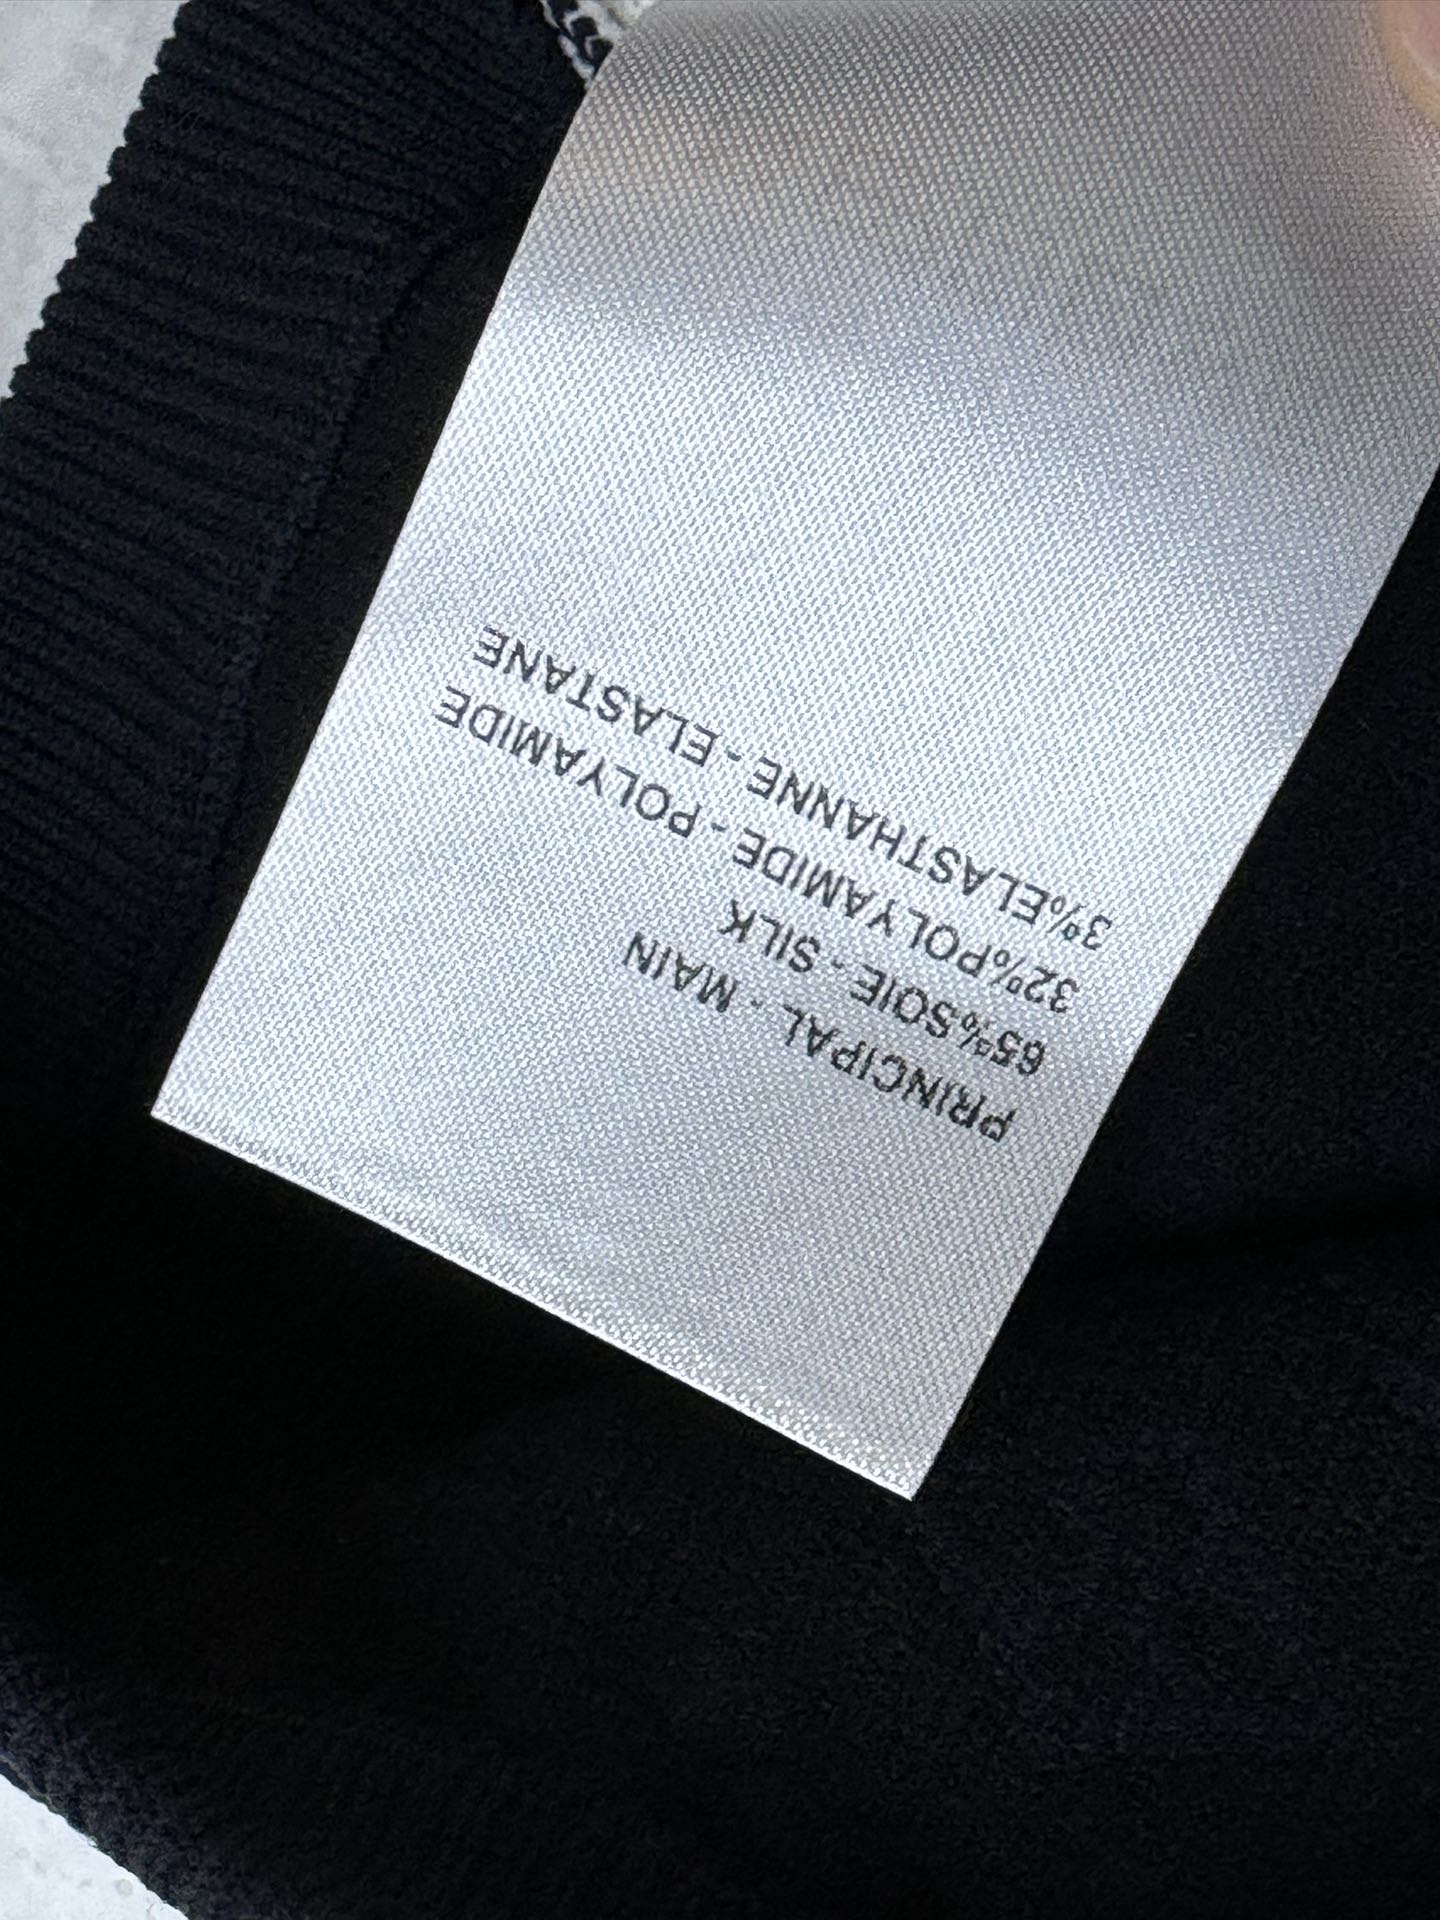 PRINCIPAL - MAIN
65%SOIE - SILK
32%POLYAMIDE - POLYAMIDE
3%ELASTHANNE - ELASTANE